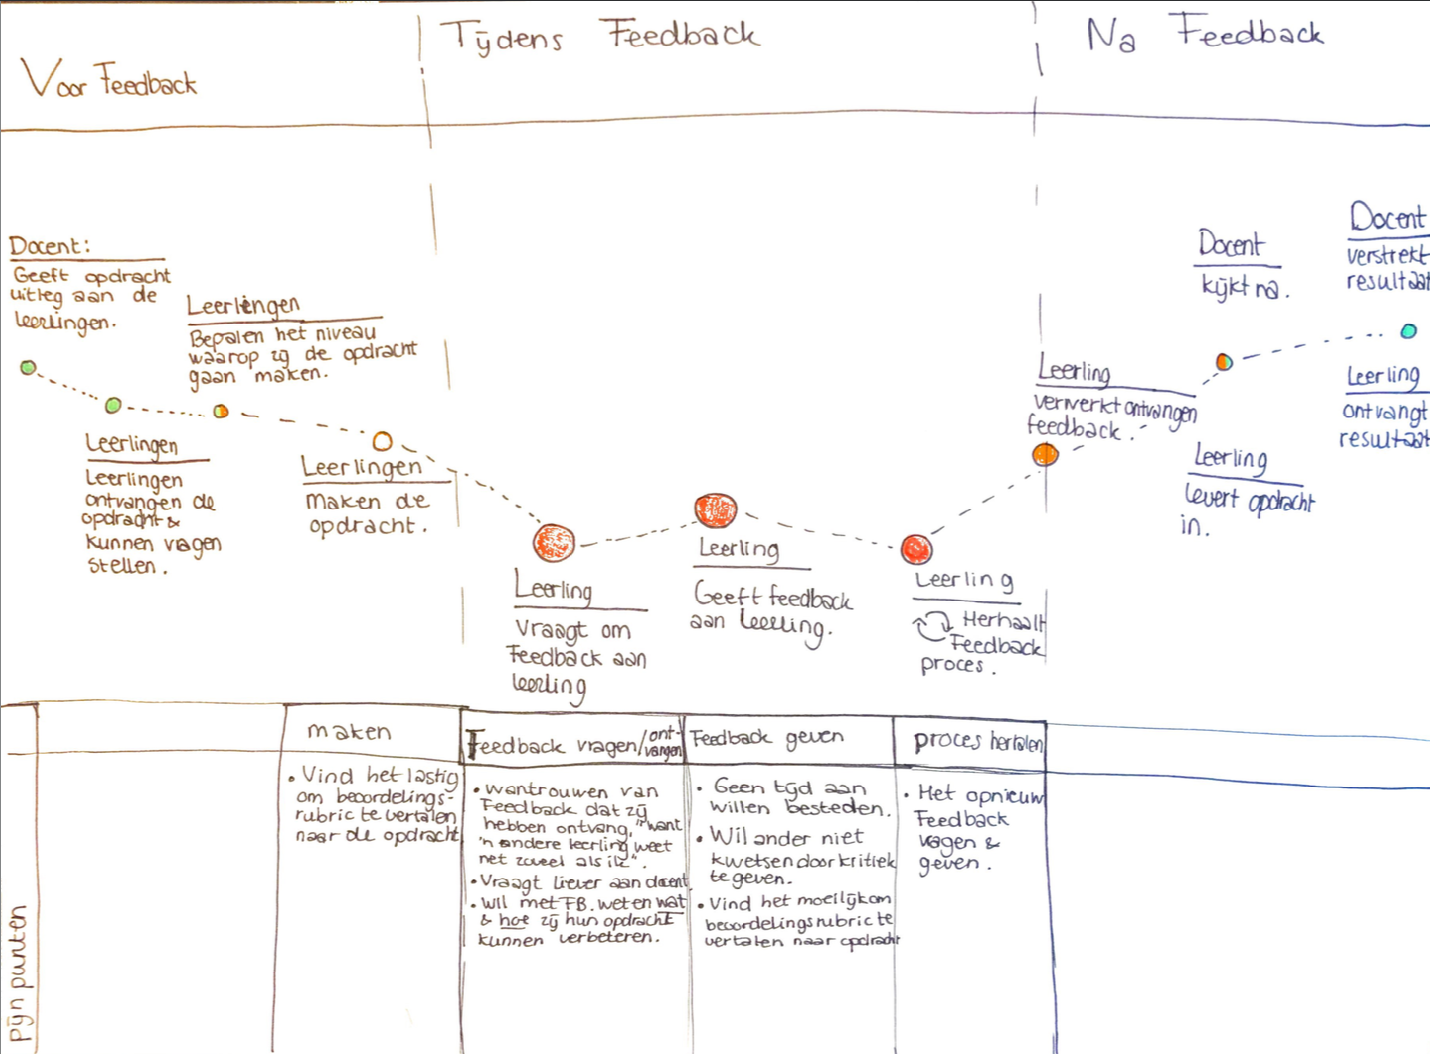 Voor Feedback
Tijdens Feedback
Na Feedback
Docent:
Geeft opdracht
uitleg aan de
leerlingen.
Leerlingen
Leerlingen
ontvangen de
opdracht &
kunnen vragen
stellen.
Leerlingen
Bepalen het niveau
waarop zij de opdracht
gaan maken.
Leerlingen
maken de
opdracht.
Leerling
vraagt om
Feedback aan
leerling
Leerling
Geeft feedback
aan leerling.
Leerling
Herhaalt
Feedback
proces.
Leerling
verwerkt ontvangen
feedback.
Leerling
levert opdracht
in.
Docent
kijkt na.
Docent
verstrekt
resultaat
Leerling
ontvangt
resultaat
Pijn punten
maken
• Vind het lastig
om beoordelings-
rubric te vertalen
naar de opdracht
Feedback vragen/ont-
vangen
• wantrouwen van
Feedback dat zij
hebben ontvang, "want
'n andere leerling weet
net zoveel als ik".
• Vraagt liever aan docent.
• Wil met FB. weten wat
& hoe zij hun opdracht
kunnen verbeteren.
Feedback geven
• Geen tijd aan
willen besteden.
• Wil ander niet
kwetsen door kritiek
te geven.
• Vind het moeilijk om
beoordelingsrubric te
vertalen naar opdracht
proces hertalen
• Het opnieuw
Feedback
vragen &
geven.